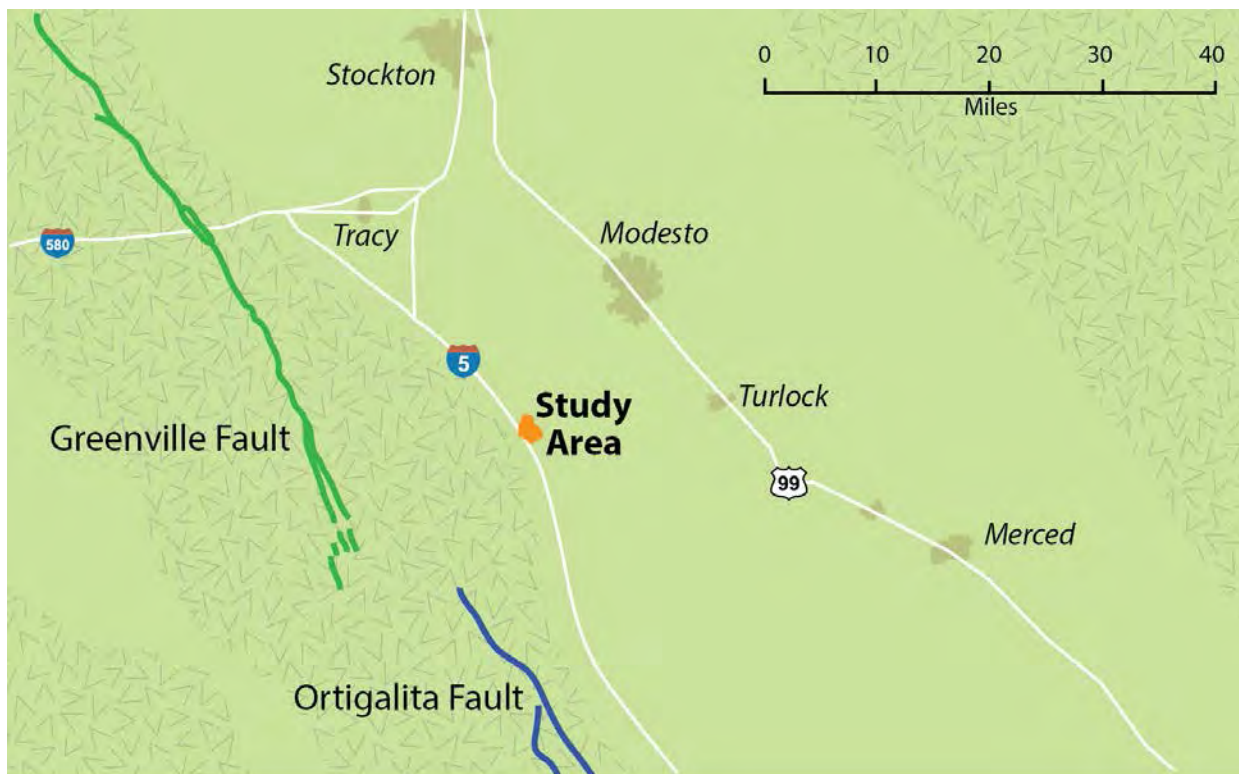 0 10 20 30 40
Miles
Stockton
Tracy
Modesto
580
5
Study
Area
Turlock
Greenville Fault
99
Merced
Ortigalita Fault